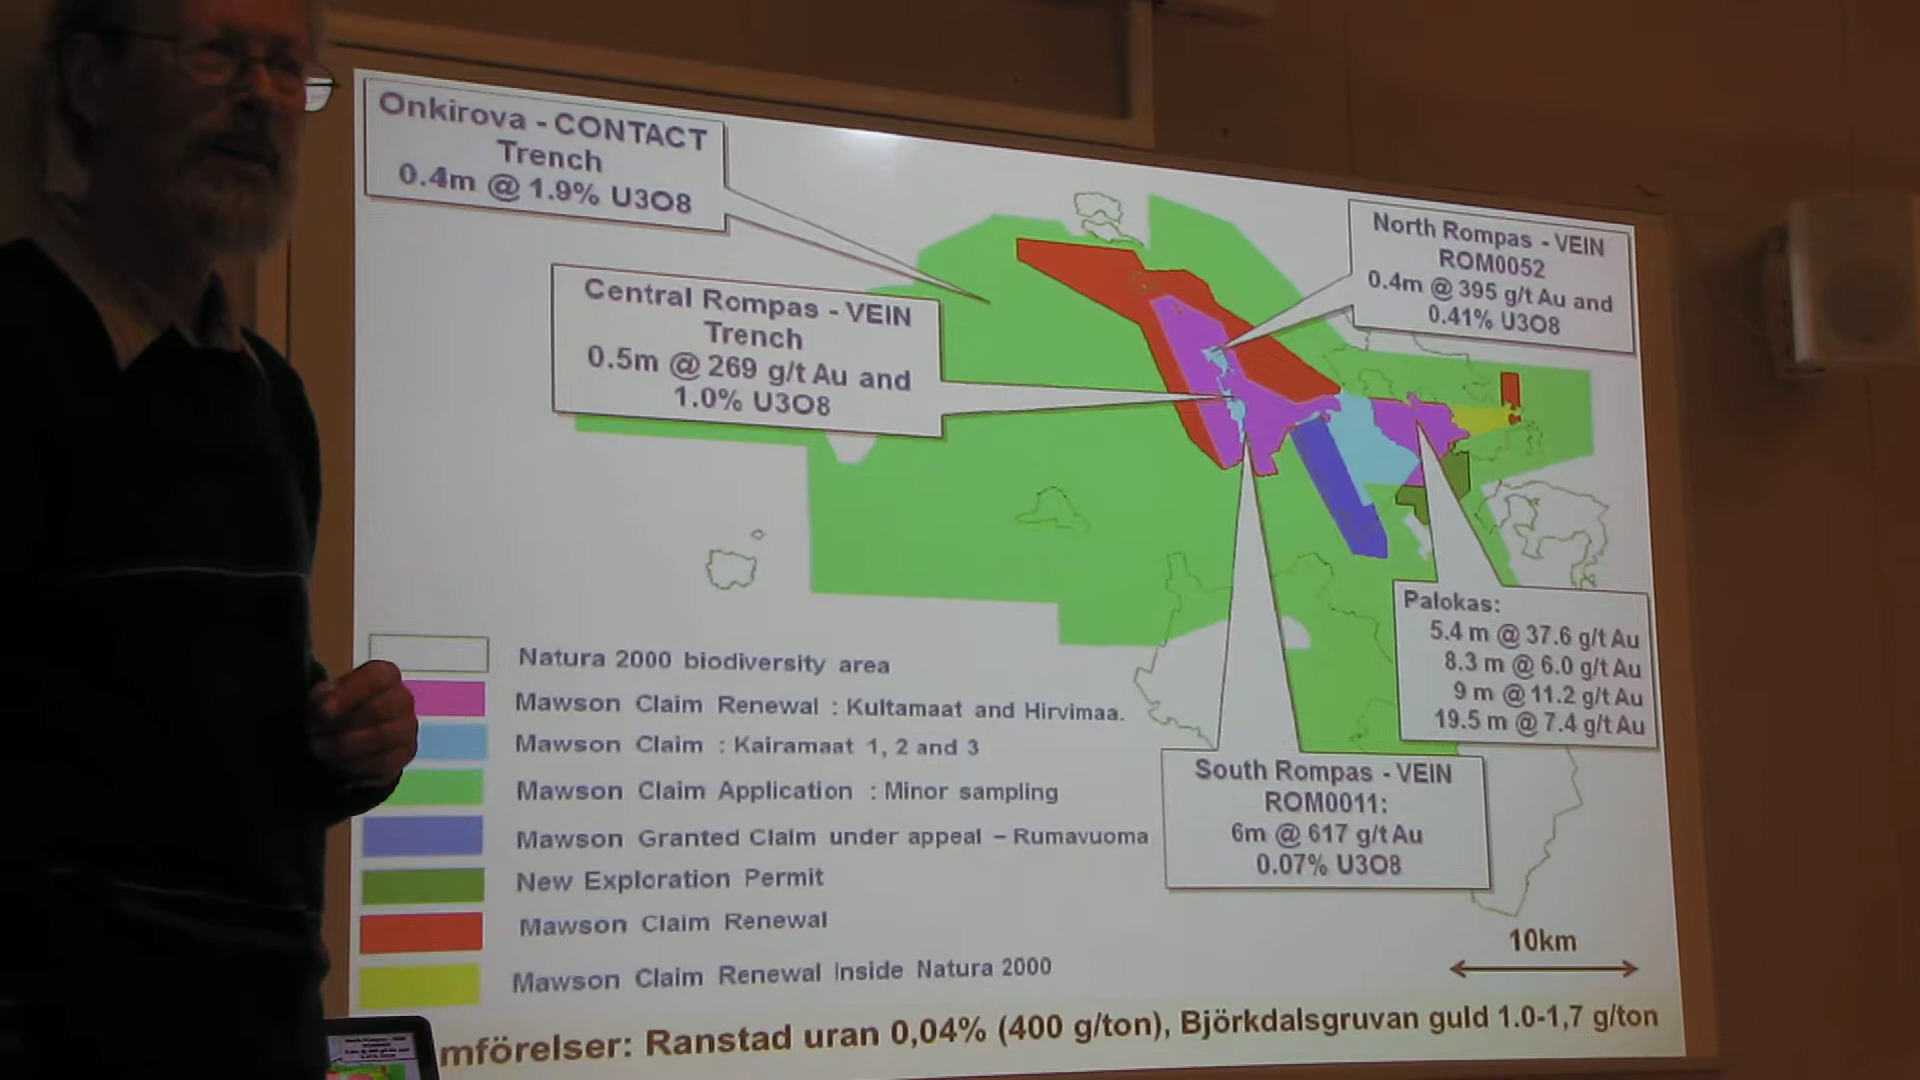 Onkirova - CONTACT
Trench
0.4m @ 1.9% U3O8
North Rompas - VEIN
ROM0052
0.4m @ 395 g/t Au and
0.41% U3O8
Central Rompas - VEIN
Trench
0.5m @ 269 g/t Au and
1.0% U3O8
Palokas:
5.4 m @ 37.6 g/t Au
8.3 m @ 6.0 g/t Au
9 m @ 11.2 g/t Au
19.5 m @ 7.4 g/t Au
South Rompas - VEIN
ROM0011:
6m @ 617 g/t Au
0.07% U3O8
Natura 2000 biodiversity area
Mawson Claim Renewal : Kultamaat and Hirvimaa.
Mawson Claim : Kairamaat 1, 2 and 3
Mawson Claim Application : Minor sampling
Mawson Granted Claim under appeal – Rumavuoma
New Exploration Permit
Mawson Claim Renewal
Mawson Claim Renewal Inside Natura 2000
10km
mförelser: Ranstad uran 0,04% (400 g/ton), Björkdalsgruvan guld 1.0-1,7 g/ton